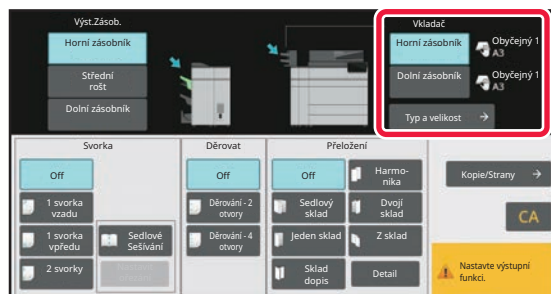 Výst.Zásob.
Horní zásobník
Střední
rošt
Dolní zásobník
Vkladač
Horní zásobník
Obyčejný 1
A3
Dolní zásobník
Obyčejný 1
A3
Typ a velikost
Svorka
Off
1 svorka
vzadu
1 svorka
vpředu
2 svorky
Sedlové
Sešívání
Děrovat
Off
Děrování - 2
otvory
Děrování - 4
otvory
Přeložení
Off
Harmo-
nika
Sedlový
sklad
Dvojí
sklad
Jeden sklad
Z sklad
Sklad
dopis
Detail
Kopie/Strany
CA
Nastavte výstupní
funkci.